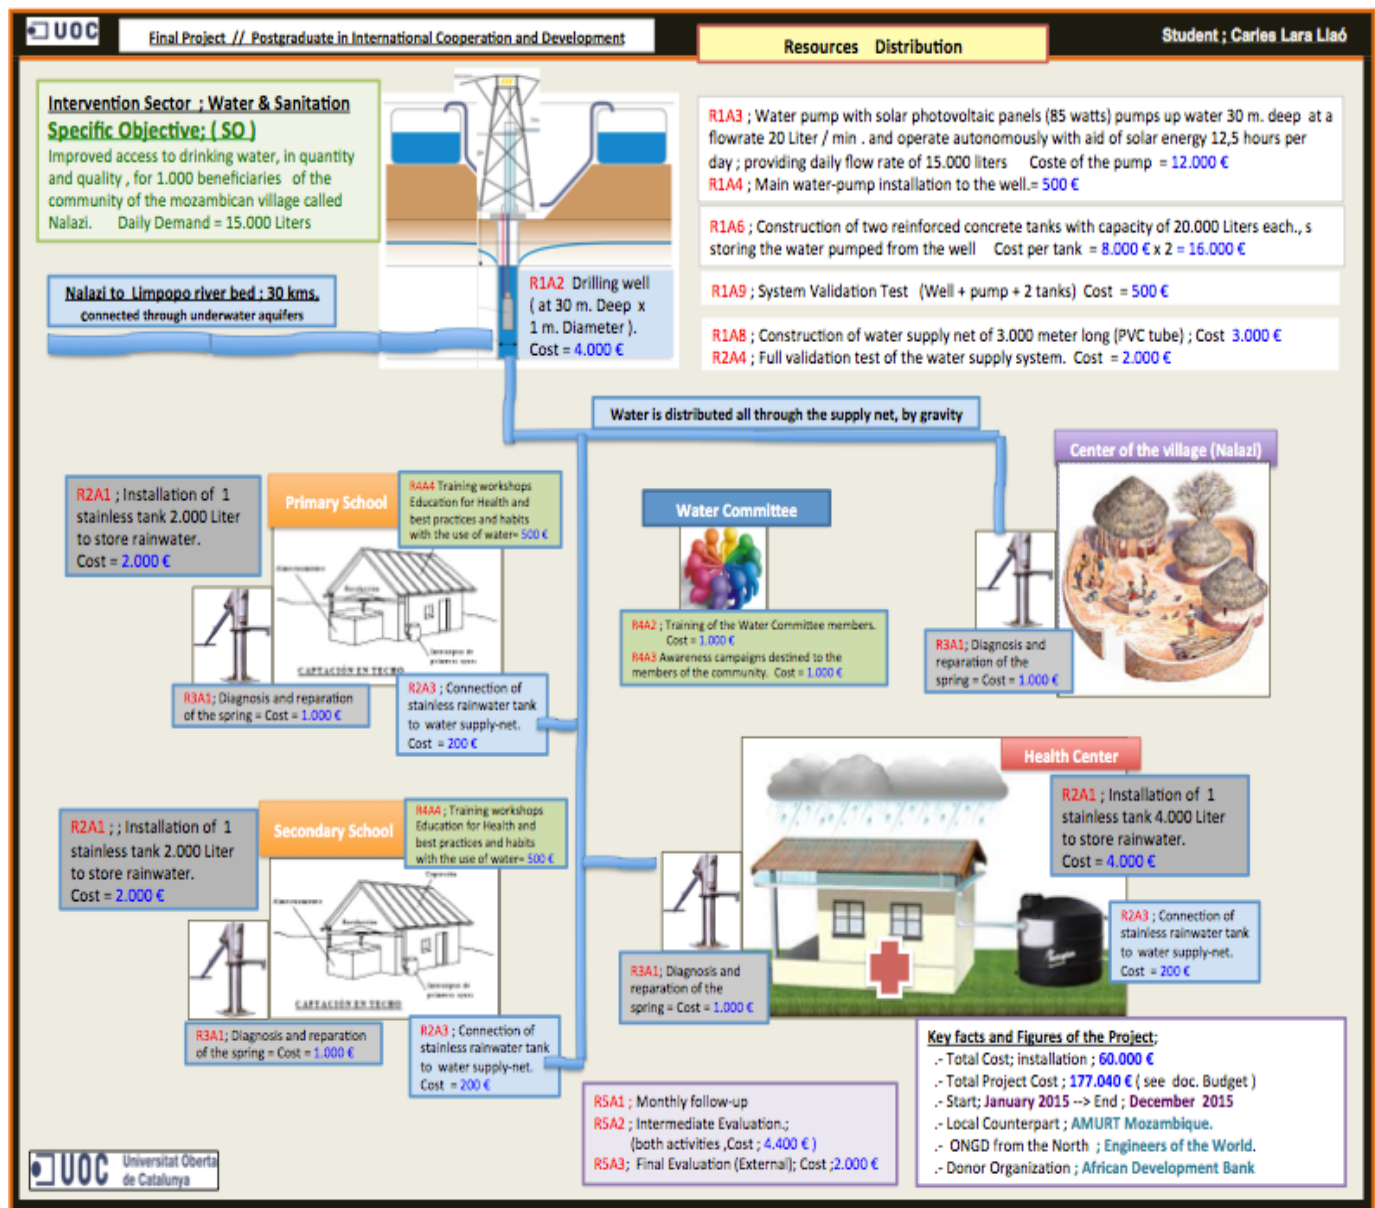 UOC
Final Project // Postgraduate in International Cooperation and Development
Resources Distribution
Student ; Carles Lara Llaó
Intervention Sector ; Water & Sanitation
Specific Objective; ( SO )
Improved access to drinking water, in quantity
and quality , for 1.000 beneficiaries of the
community of the mozambican village called
Nalazi. Daily Demand = 15.000 Liters
R1A3 ; Water pump with solar photovoltaic panels (85 watts) pumps up water 30 m. deep at a
flowrate 20 Liter / min . and operate autonomously with aid of solar energy 12,5 hours per
day ; providing daily flow rate of 15.000 liters Coste of the pump = 12.000 €
R1A4 ; Main water-pump installation to the well.= 500 €
R1A6 ; Construction of two reinforced concrete tanks with capacity of 20.000 Liters each., s
storing the water pumped from the well Cost per tank = 8.000 € x 2 = 16.000 €
R1A9 ; System Validation Test (Well + pump + 2 tanks) Cost = 500 €
R1A8 ; Construction of water supply net of 3.000 meter long (PVC tube) ; Cost 3.000 €
R2A4 ; Full validation test of the water supply system. Cost = 2.000 €
Nalazi to Limpopo river bed ; 30 kms.
connected through underwater aquifers
R1A2 Drilling well
( at 30 m. Deep x
1 m. Diameter ).
Cost = 4.000 €
Water is distributed all through the supply net, by gravity
R2A1 ; Installation of 1
stainless tank 2.000 Liter
to store rainwater.
Cost = 2.000 €
Primary School
R4A4 Training workshops
Education for Health and
best practices and habits
with the use of water= 500 €
CAPTACIÓN EN TECHO
R3A1; Diagnosis and reparation
of the spring = Cost = 1.000 €
R2A3 ; Connection of
stainless rainwater tank
to water supply-net.
Cost = 200 €
Water Committee
R4A2 ; Training of the Water Committee members.
Cost = 1.000 €
R4A3 Awareness campaigns destined to the
members of the community. Cost = 1.000 €
Center of the village (Nalazi)
R3A1; Diagnosis and
reparation of the
spring = Cost = 1.000 €
R2A1 ; ; Installation of 1
stainless tank 2.000 Liter
to store rainwater.
Cost = 2.000 €
Secondary School
R4A4 ; Training workshops
Education for Health and
best practices and habits
with the use of water= 500 €
CAPTACIÓN EN TECHO
R3A1; Diagnosis and reparation
of the spring = Cost = 1.000 €
R2A3 ; Connection of
stainless rainwater tank
to water supply-net.
Cost = 200 €
Health Center
R2A1 ; Installation of 1
stainless tank 4.000 Liter
to store rainwater.
Cost = 4.000 €
R2A3 ; Connection of
stainless rainwater tank
to water supply-net.
Cost = 200 €
R3A1; Diagnosis and
reparation of the
spring = Cost = 1.000 €
R5A1 ; Monthly follow-up
R5A2 ; Intermediate Evaluation.;
(both activities ,Cost ; 4.400 € )
R5A3; Final Evaluation (External); Cost ;2.000 €
Key facts and Figures of the Project;
.- Total Cost; installation ; 60.000 €
.- Total Project Cost ; 177.040 € ( see doc. Budget )
.- Start; January 2015 --> End ; December 2015
.- Local Counterpart ; AMURT Mozambique.
.- ONGD from the North ; Engineers of the World.
.- Donor Organization ; African Development Bank
UOC
Universitat Oberta
de Catalunya